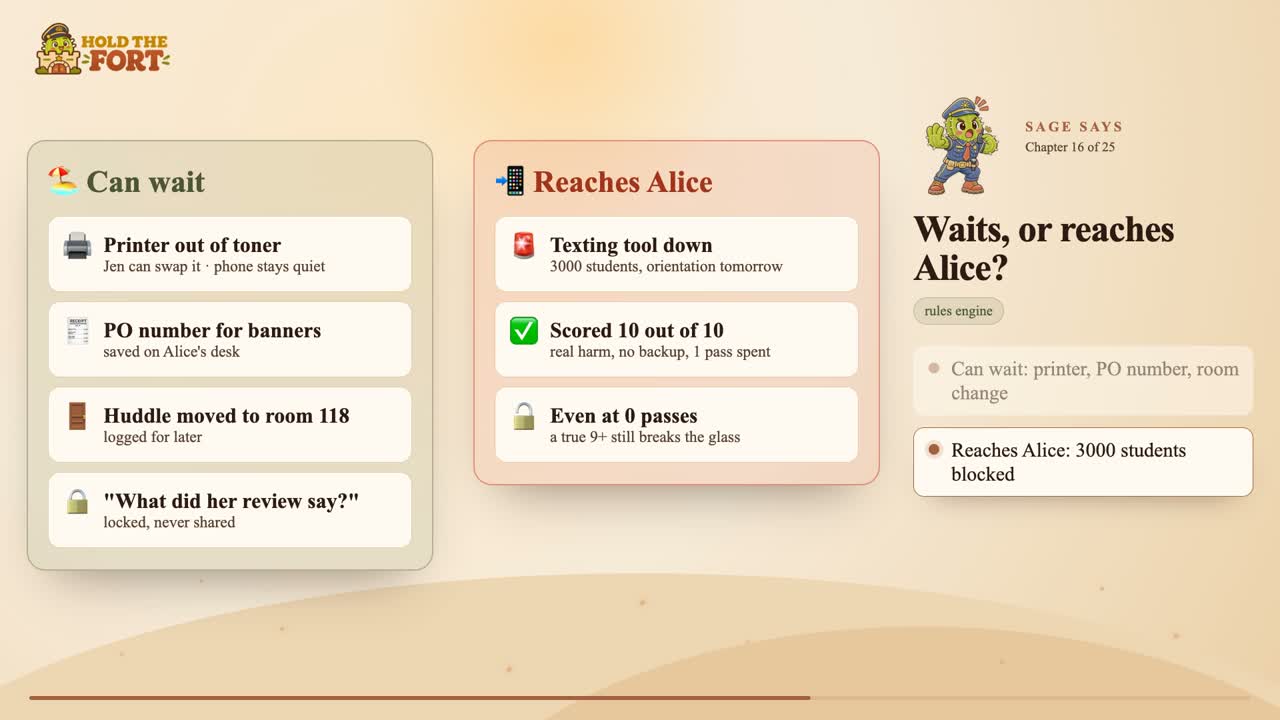 HOLD THE
FORT
🏖️ Can wait
Printer out of toner
Jen can swap it · phone stays quiet
PO number for banners
saved on Alice's desk
Huddle moved to room 118
logged for later
"What did her review say?"
locked, never shared
📲 Reaches Alice
Texting tool down
3000 students, orientation tomorrow
Scored 10 out of 10
real harm, no backup, 1 pass spent
Even at 0 passes
a true 9+ still breaks the glass
SAGE SAYS
Chapter 16 of 25
Waits, or reaches
Alice?
rules engine
Can wait: printer, PO number, room
change
Reaches Alice: 3000 students
blocked